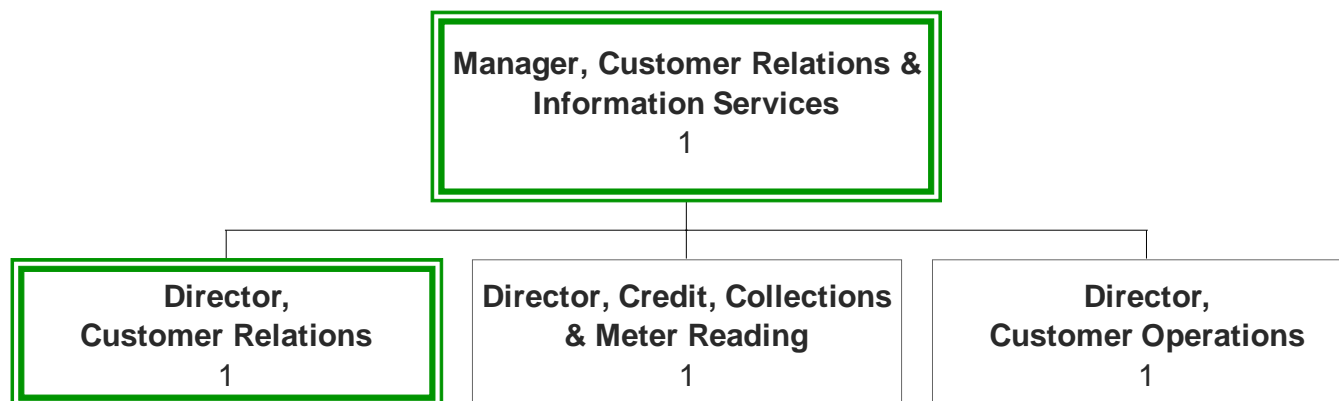 Manager, Customer Relations &
Information Services
1
Director,
Customer Relations
1
Director, Credit, Collections
& Meter Reading
1
Director,
Customer Operations
1